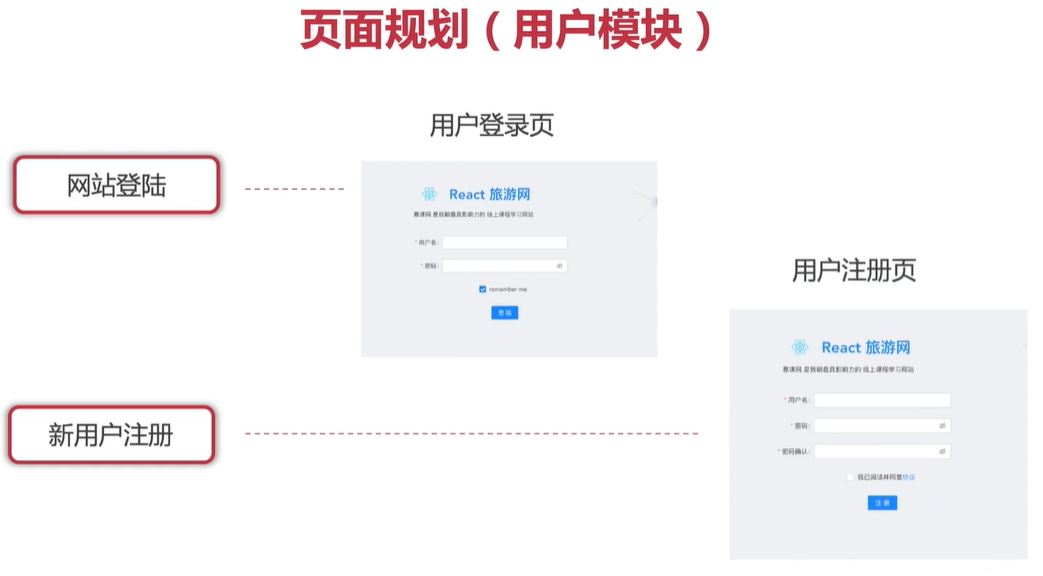 页面规划（用户模块）
用户登录页
网站登陆
React 旅游网
慕课网 是我朝最具影响力的 线上课程学习网站
* 用户名:
* 密码:
remember me
登 陆
用户注册页
React 旅游网
慕课网 是我朝最具影响力的 线上课程学习网站
* 用户名:
* 密码:
* 密码确认:
我已阅读并同意协议
注 册
新用户注册